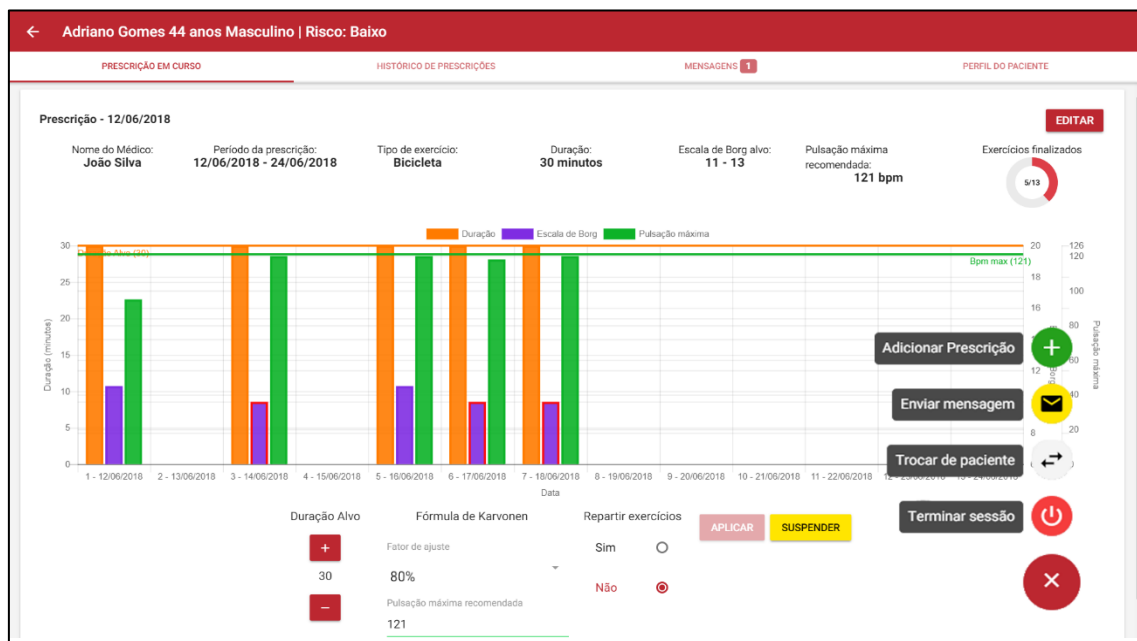 Adriano Gomes 44 anos Masculino | Risco: Baixo
PRESCRIÇÃO EM CURSO
HISTÓRICO DE PRESCRIÇÕES
MENSAGENS 1
PERFIL DO PACIENTE
Prescrição - 12/06/2018
EDITAR
Nome do Médico:
João Silva
Período da prescrição:
12/06/2018 - 24/06/2018
Tipo de exercício:
Bicicleta
Duração:
30 minutos
Escala de Borg alvo:
11 - 13
Pulsação máxima
recomendada:
121 bpm
Exercícios finalizados
5/13
Duração
Escala de Borg
Pulsação máxima
Alvo (30)
Bpm max (121)
Duração (minutos)
30
25
20
15
10
5
0
20
18
16
12
8
Borg
126
120
100
80
60
40
20
Pulsação máxima
1 - 12/06/2018
2 - 13/06/2018
3 - 14/06/2018
4 - 15/06/2018
5 - 16/06/2018
6 - 17/06/2018
7 - 18/06/2018
8 - 19/06/2018
9 - 20/06/2018
10 - 21/06/2018
11 - 22/06/2018
Data
Adicionar Prescrição
Enviar mensagem
Trocar de paciente
Terminar sessão
Duração Alvo
+
30
−
Fórmula de Karvonen
Fator de ajuste
80%
Pulsação máxima recomendada
121
Repartir exercícios
Sim
Não
APLICAR
SUSPENDER